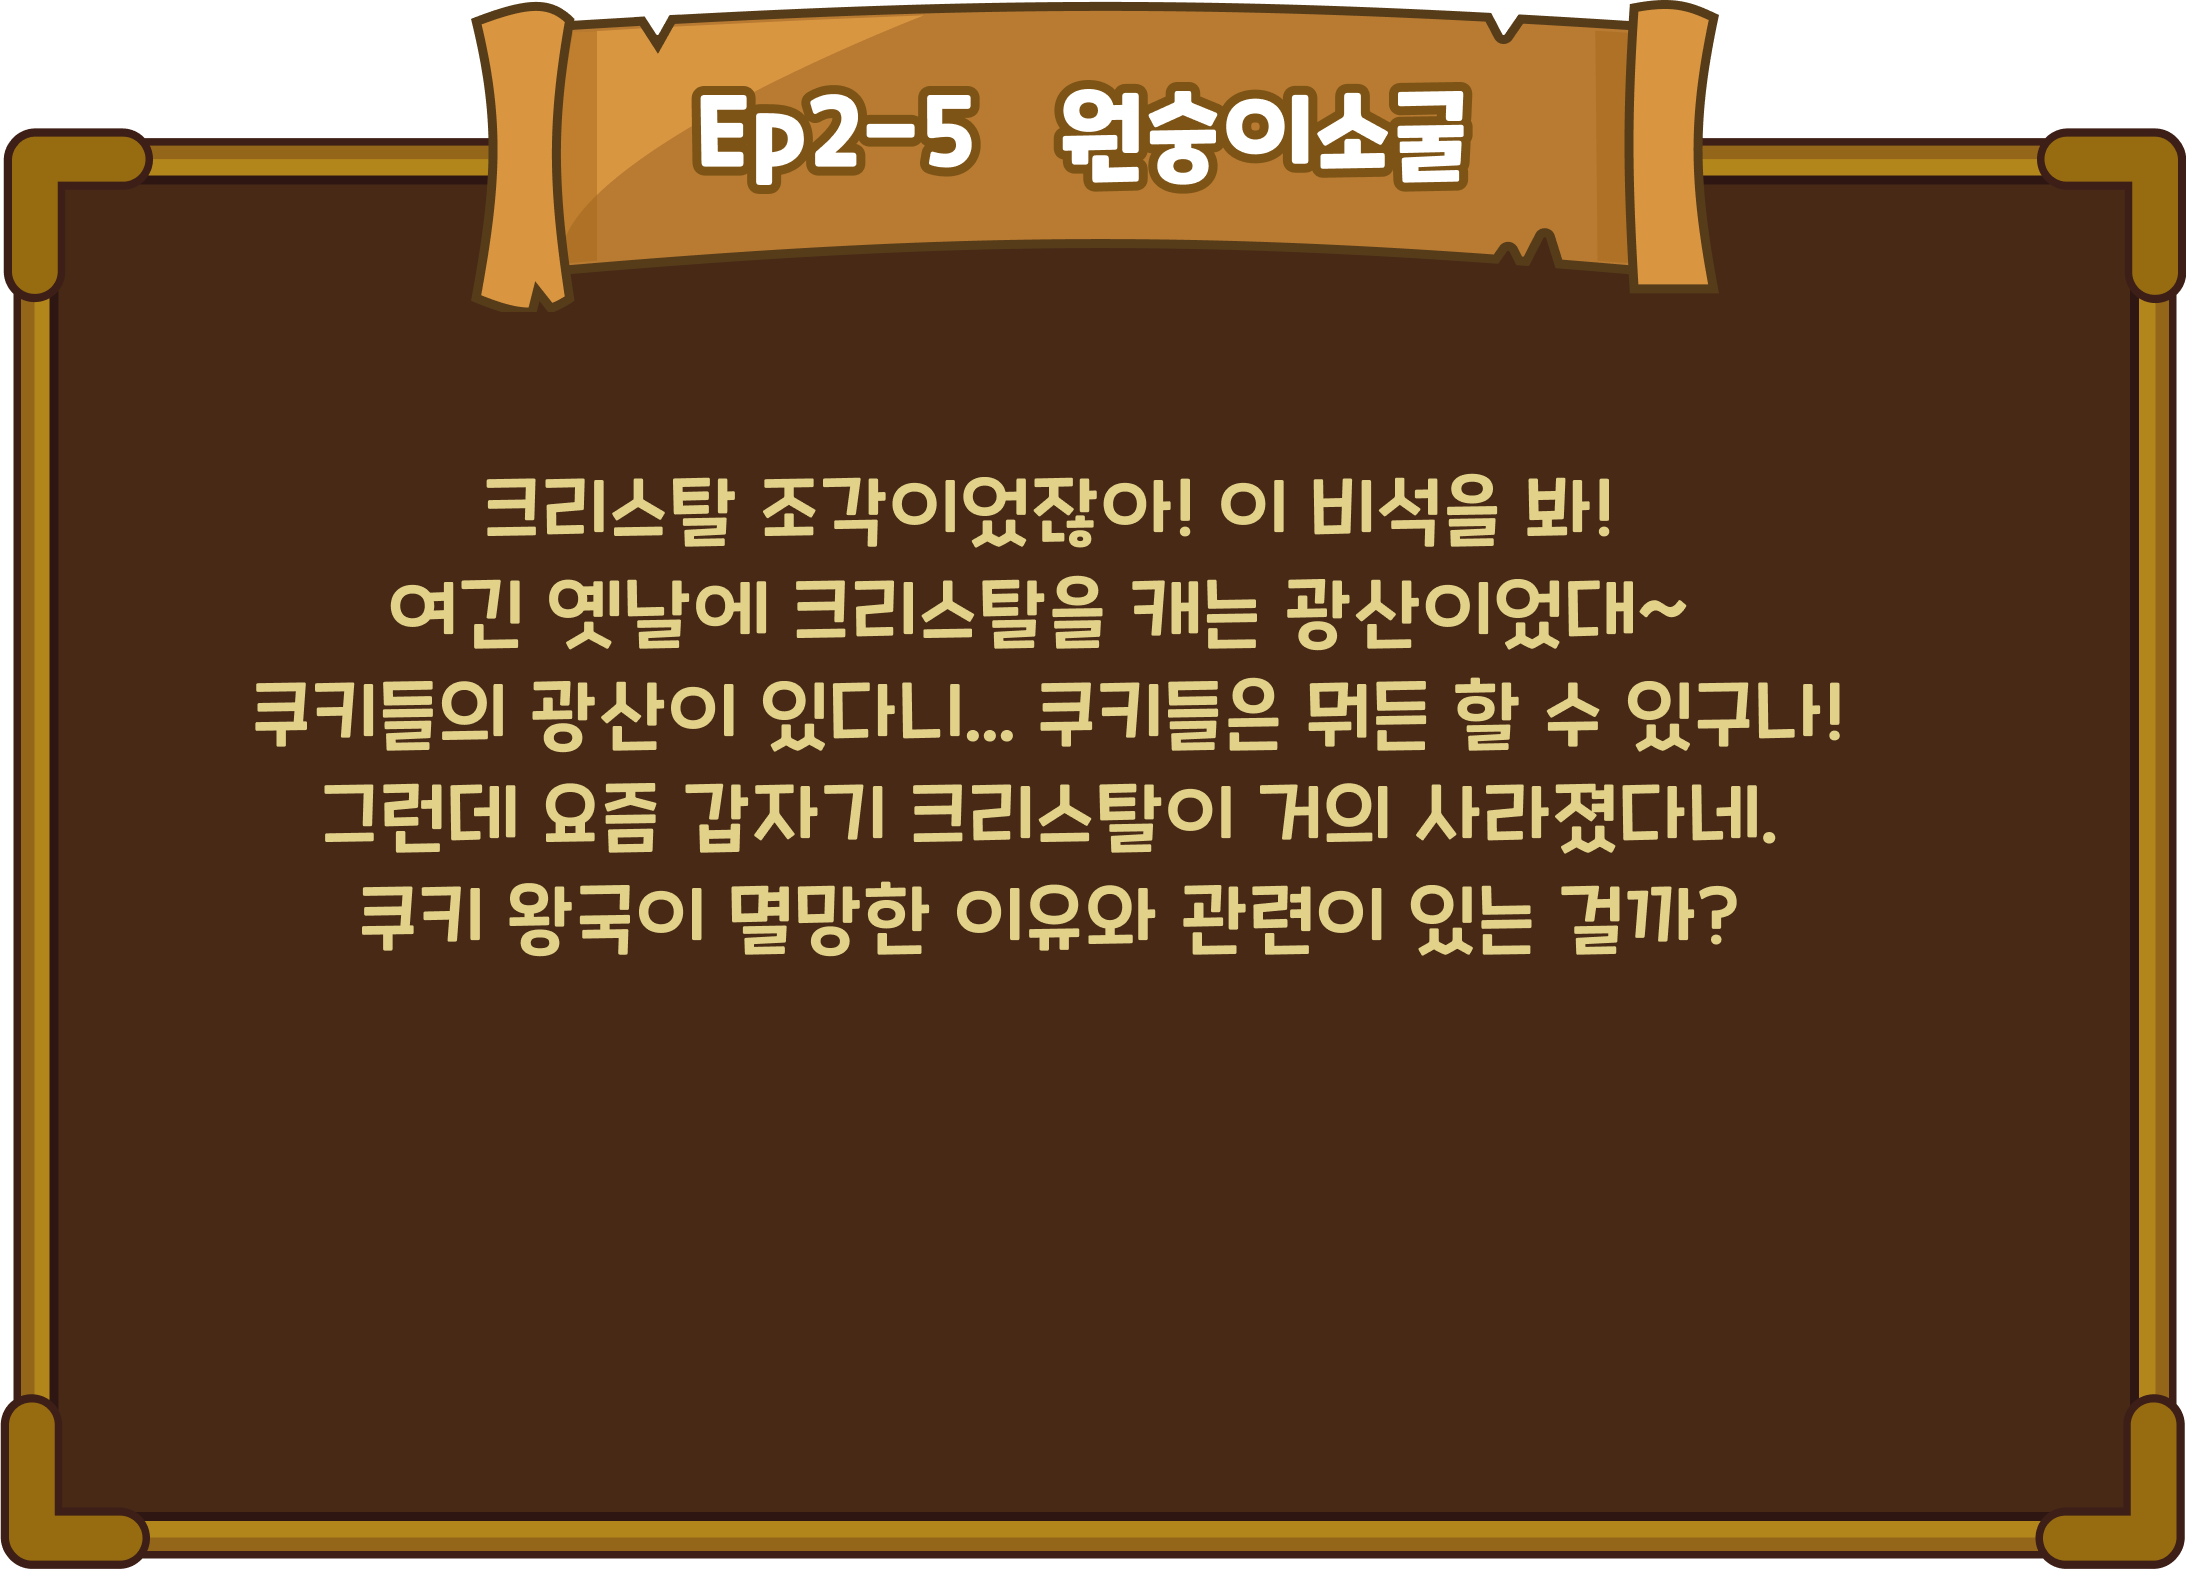 Ep2-5 원숭이소굴
크리스탈 조각이었잖아! 이 비석을 봐!
여긴 옛날에 크리스탈을 캐는 광산이었대~
쿠키들의 광산이 있다니... 쿠키들은 뭐든 할 수 있구나!
그런데 요즘 갑자기 크리스탈이 거의 사라졌다네.
쿠키 왕국이 멸망한 이유와 관련이 있는 걸까?